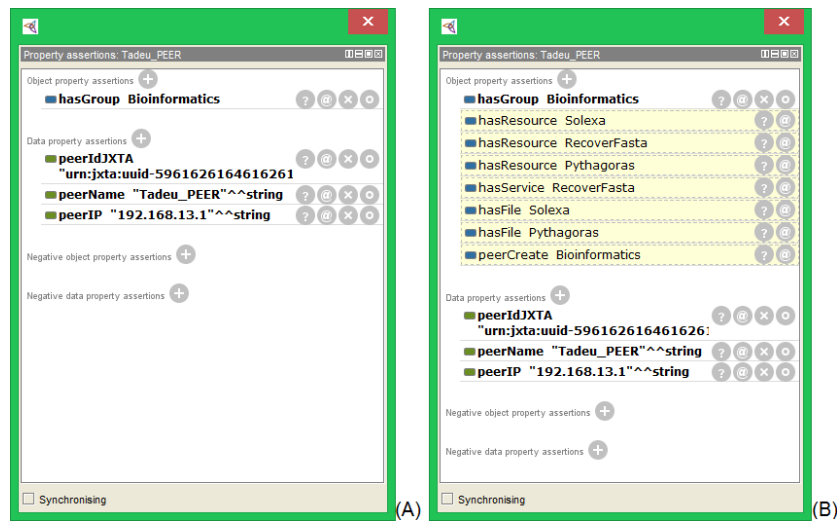 Property assertions: Tadeu_PEER
Object property assertions
hasGroup Bioinformatics
Data property assertions
peerIdJXTA
"urn:jxta:uuid-5961626164616261
peerName "Tadeu_PEER"^^string
peerIP "192.168.13.1"^^string
Negative object property assertions
Negative data property assertions
Synchronising
(A)
Property assertions: Tadeu_PEER
Object property assertions
hasGroup Bioinformatics
hasResource Solexa
hasResource RecoverFasta
hasResource Pythagoras
hasService RecoverFasta
hasFile Solexa
hasFile Pythagoras
peerCreate Bioinformatics
Data property assertions
peerIdJXTA
"urn:jxta:uuid-596162616461626:
peerName "Tadeu_PEER"^^string
peerIP "192.168.13.1"^^string
Negative object property assertions
Negative data property assertions
Synchronising
(B)